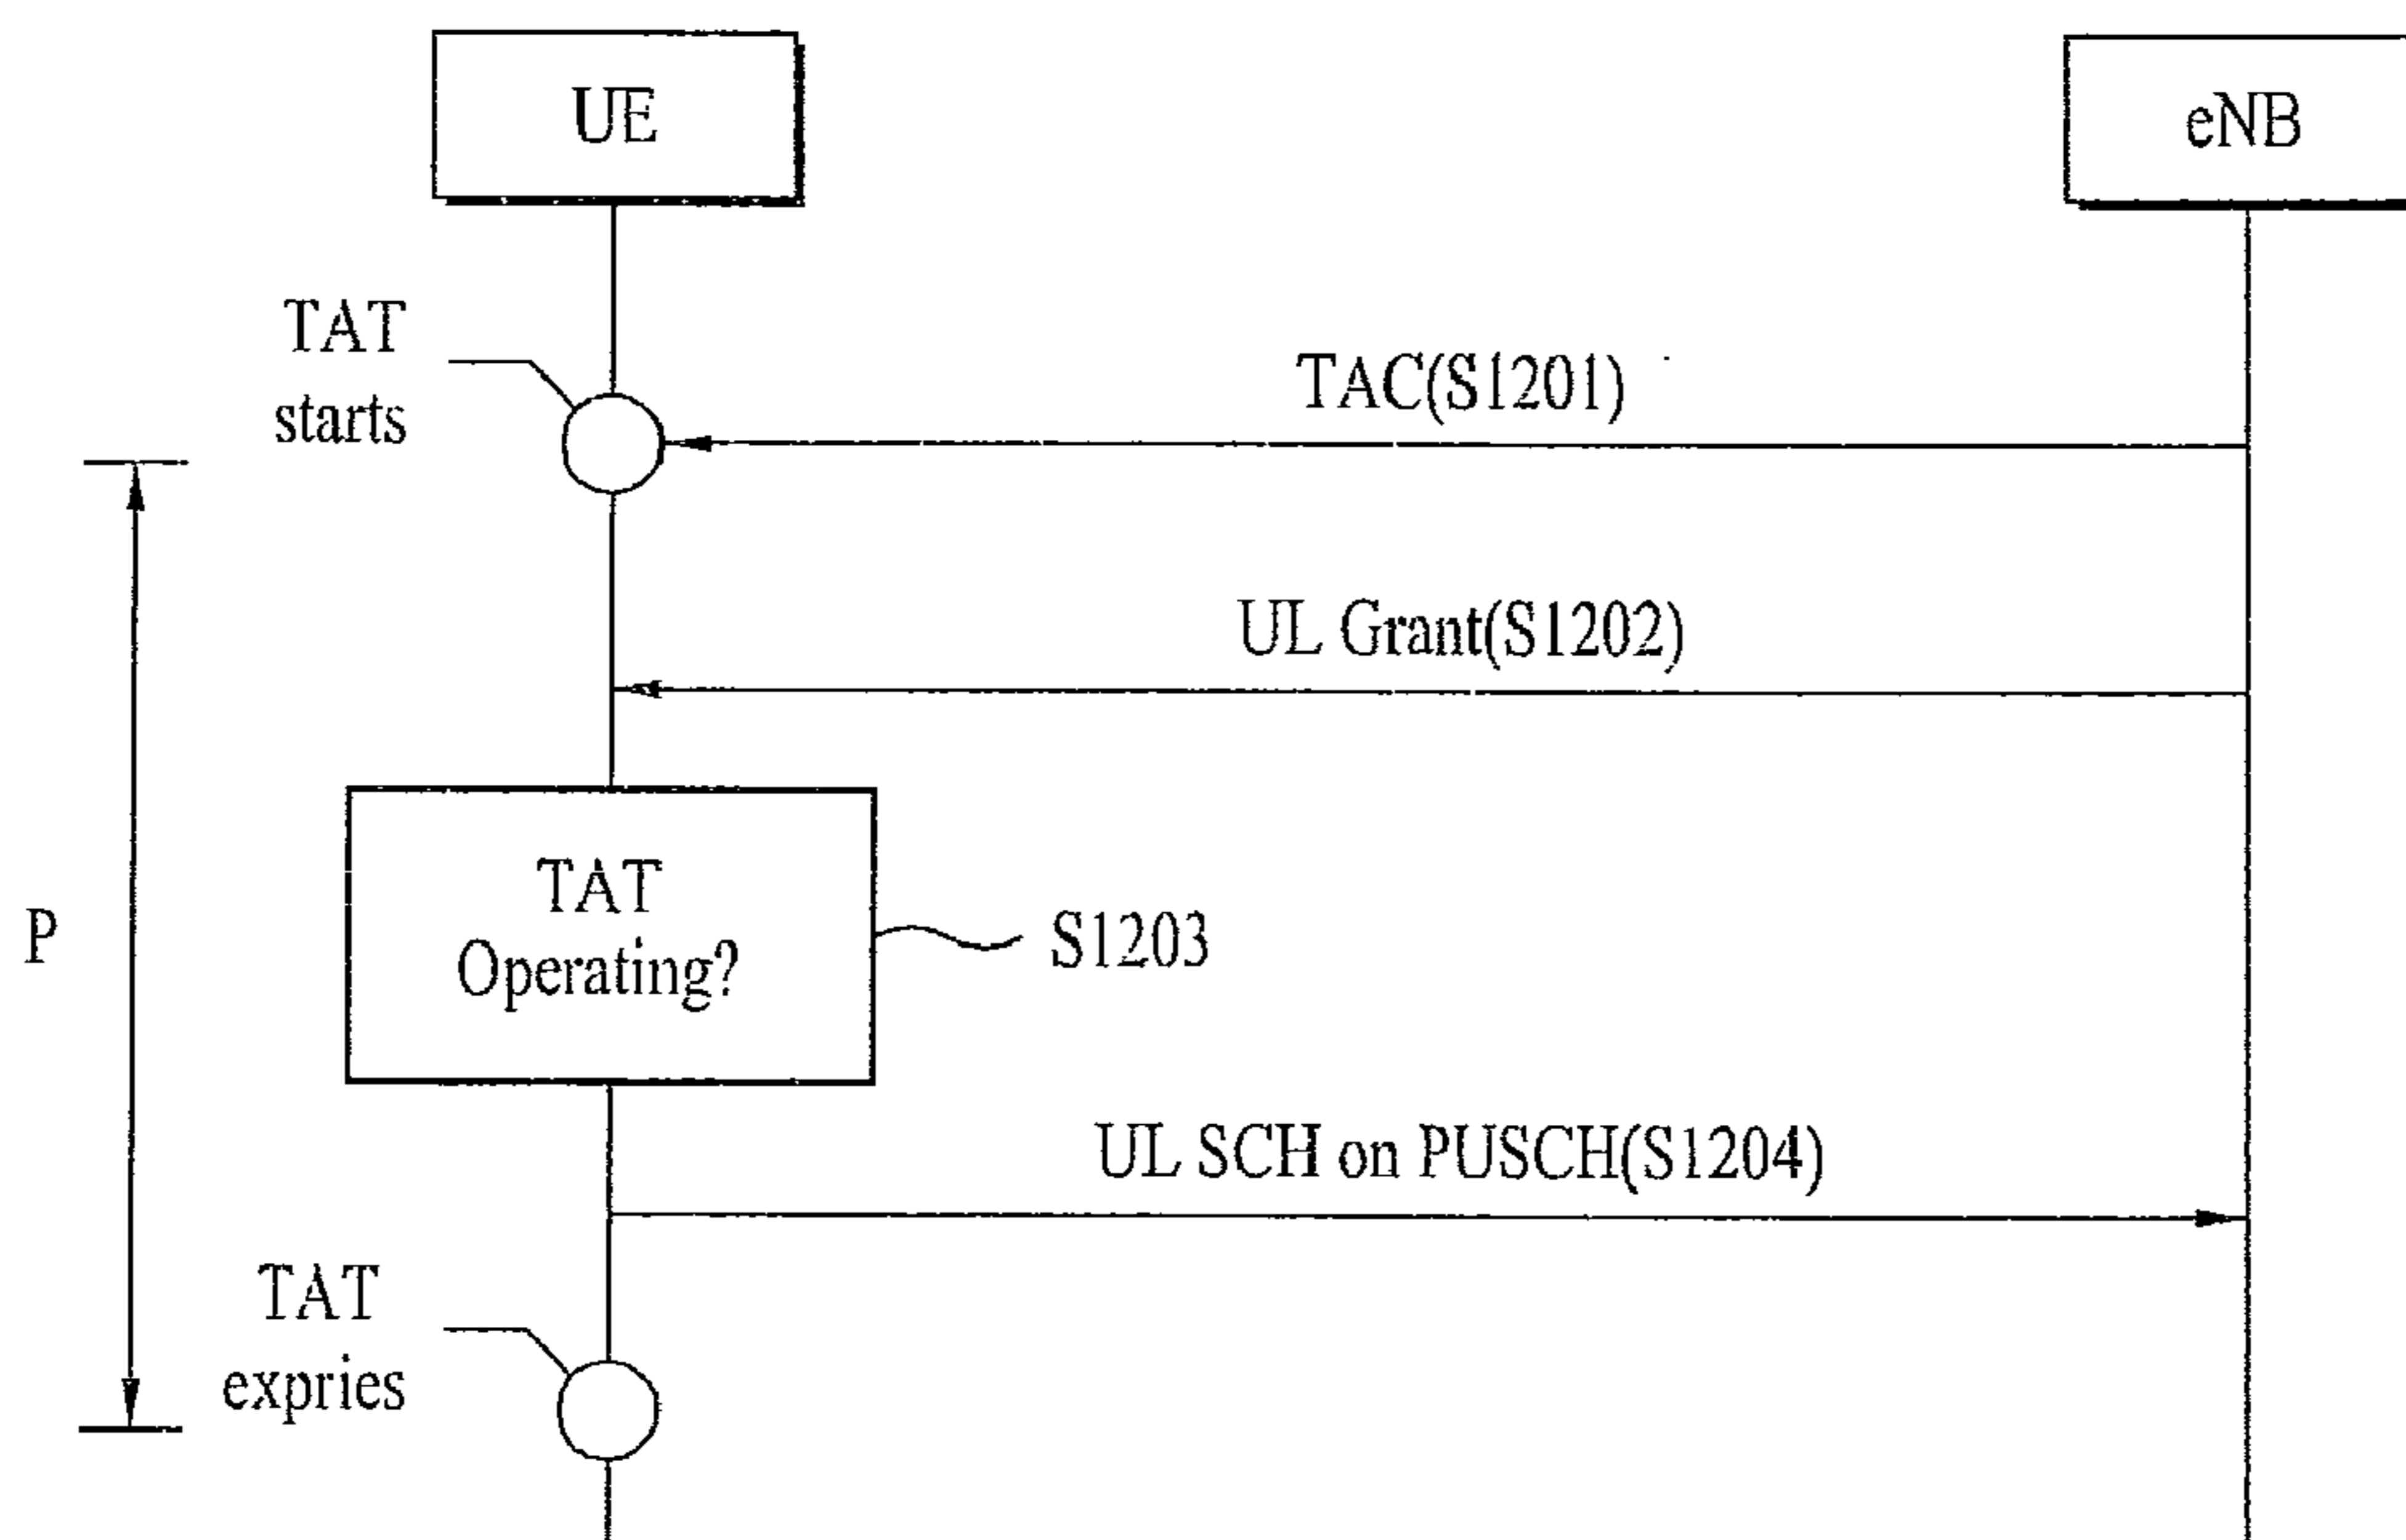 UE
eNB
TAT
starts
TAC(S1201)
UL Grant(S1202)
TAT
Operating?
S1203
P
UL SCH on PUSCH(S1204)
TAT
expries